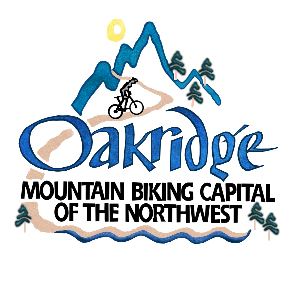 Oakridge
MOUNTAIN BIKING CAPITAL
OF THE NORTHWEST